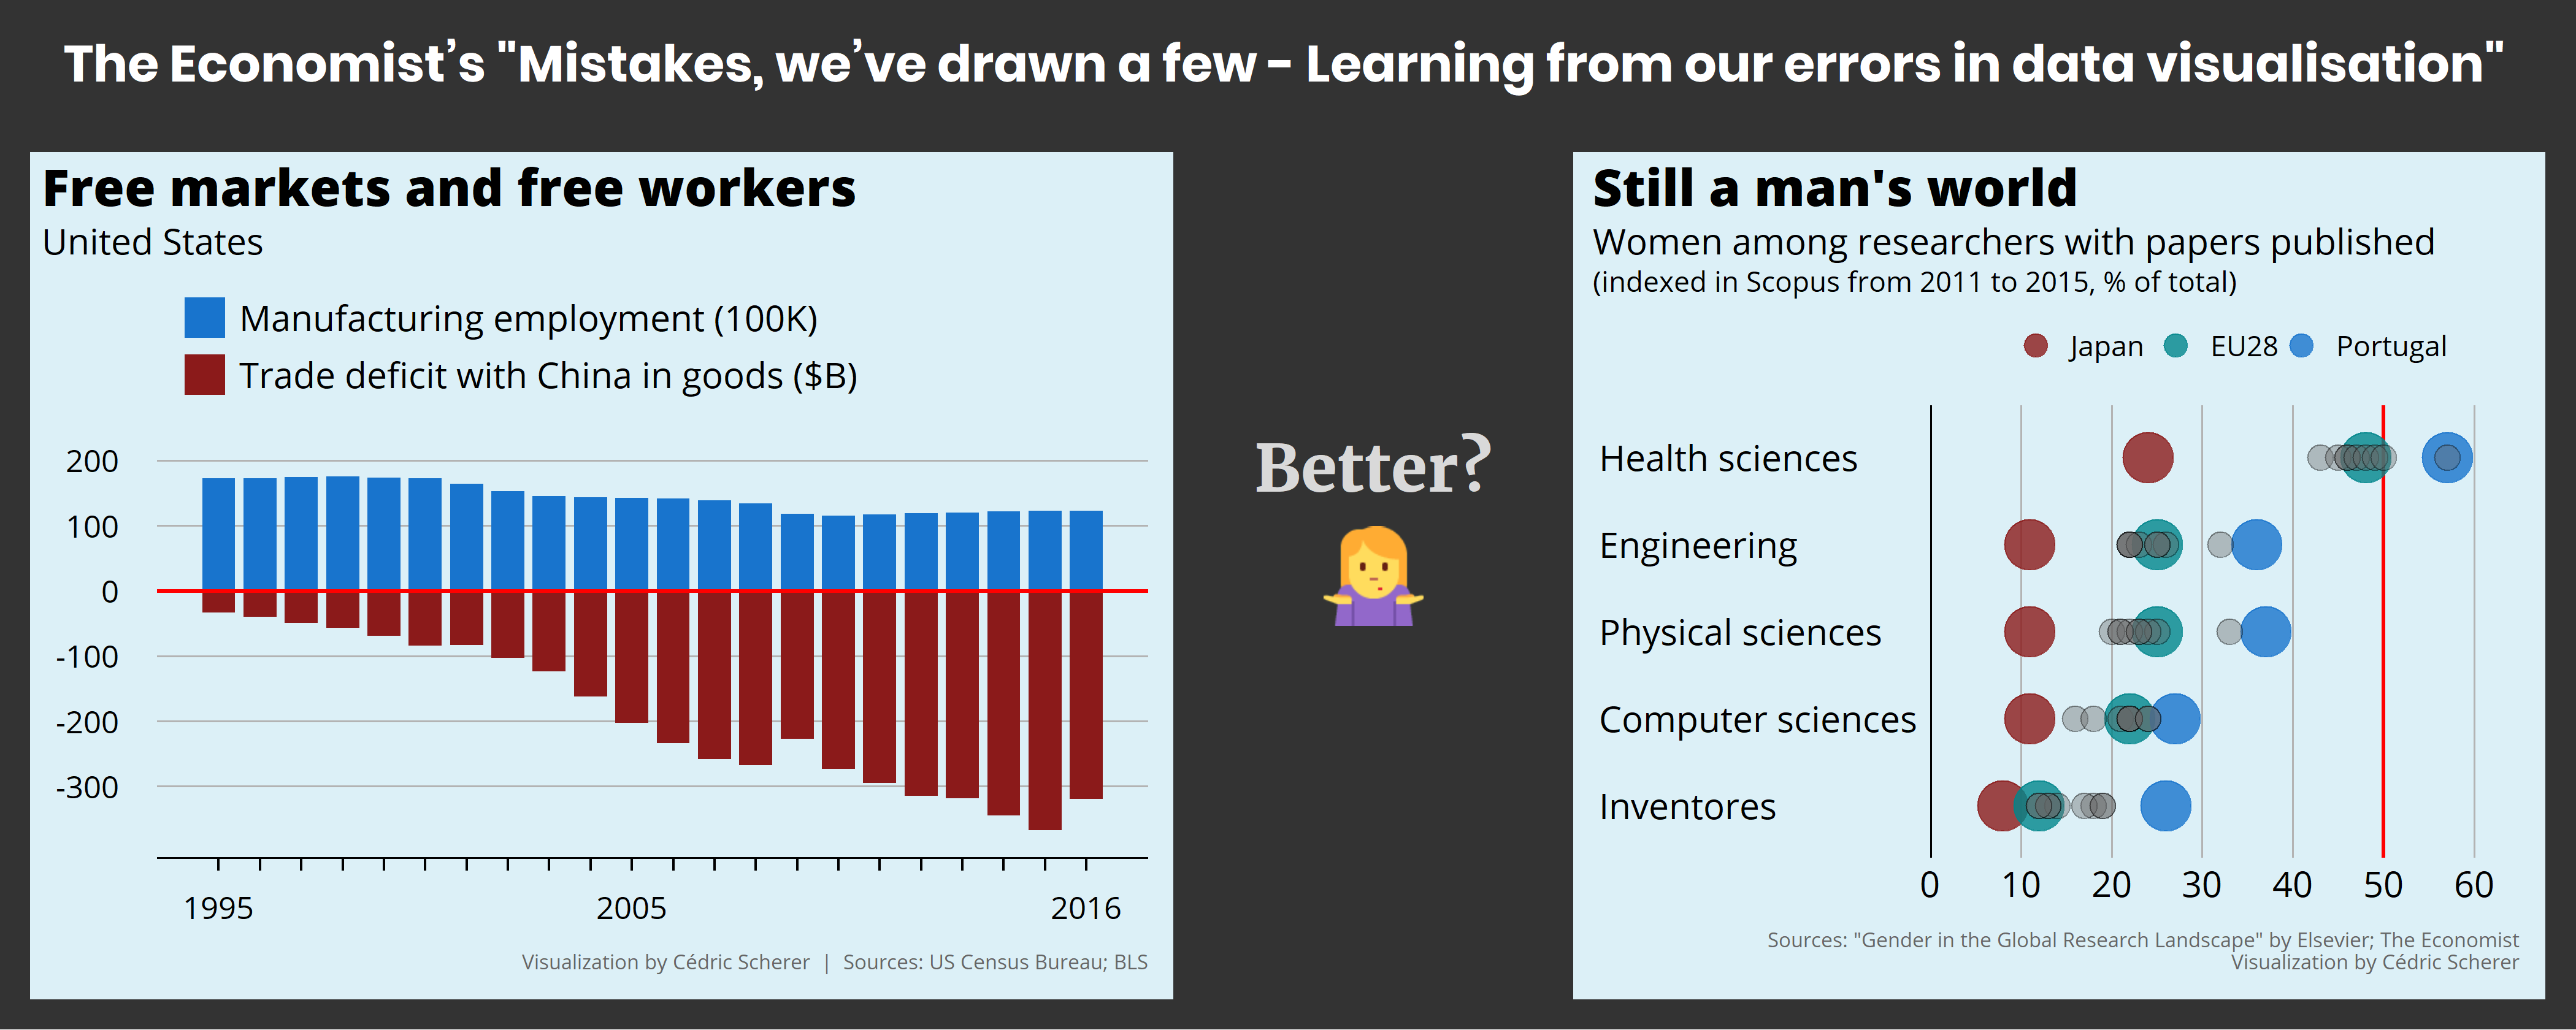 The Economist’s "Mistakes, we’ve drawn a few - Learning from our errors in data visualisation"
Free markets and free workers
United States
Manufacturing employment (100K)
Trade deficit with China in goods ($B)
200
100
0
-100
-200
-300
1995 2005 2016
Visualization by Cédric Scherer | Sources: US Census Bureau; BLS
Better?
Still a man's world
Women among researchers with papers published
(indexed in Scopus from 2011 to 2015, % of total)
Japan EU28 Portugal
Health sciences
Engineering
Physical sciences
Computer sciences
Inventores
0 10 20 30 40 50 60
Sources: "Gender in the Global Research Landscape" by Elsevier; The Economist
Visualization by Cédric Scherer